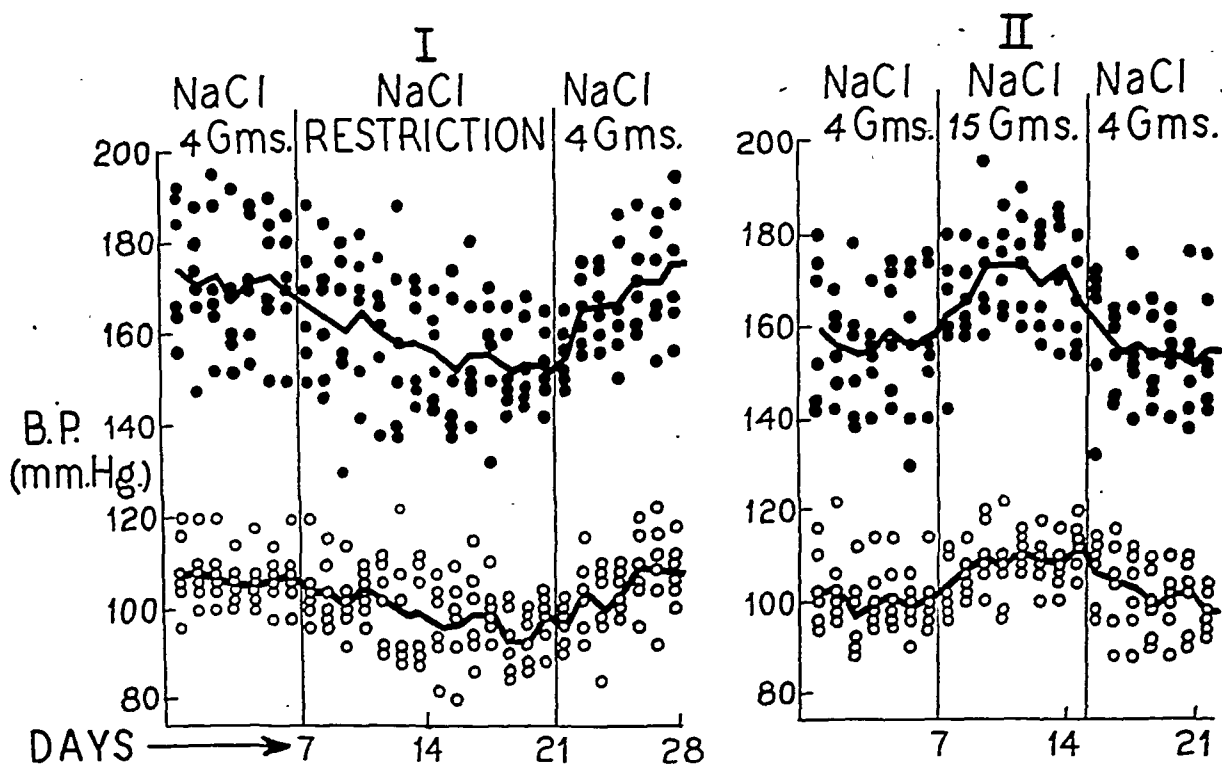 I
NaCl
4 Gms.
NaCl
RESTRICTION
NaCl
4 Gms.
II
NaCl
4 Gms.
NaCl
15 Gms.
NaCl
4 Gms.
200
180
160
140
120
100
80
B.P.
(mm.Hg.)
200
180
160
140
120
100
80
DAYS
7
14
21
28
7
14
21